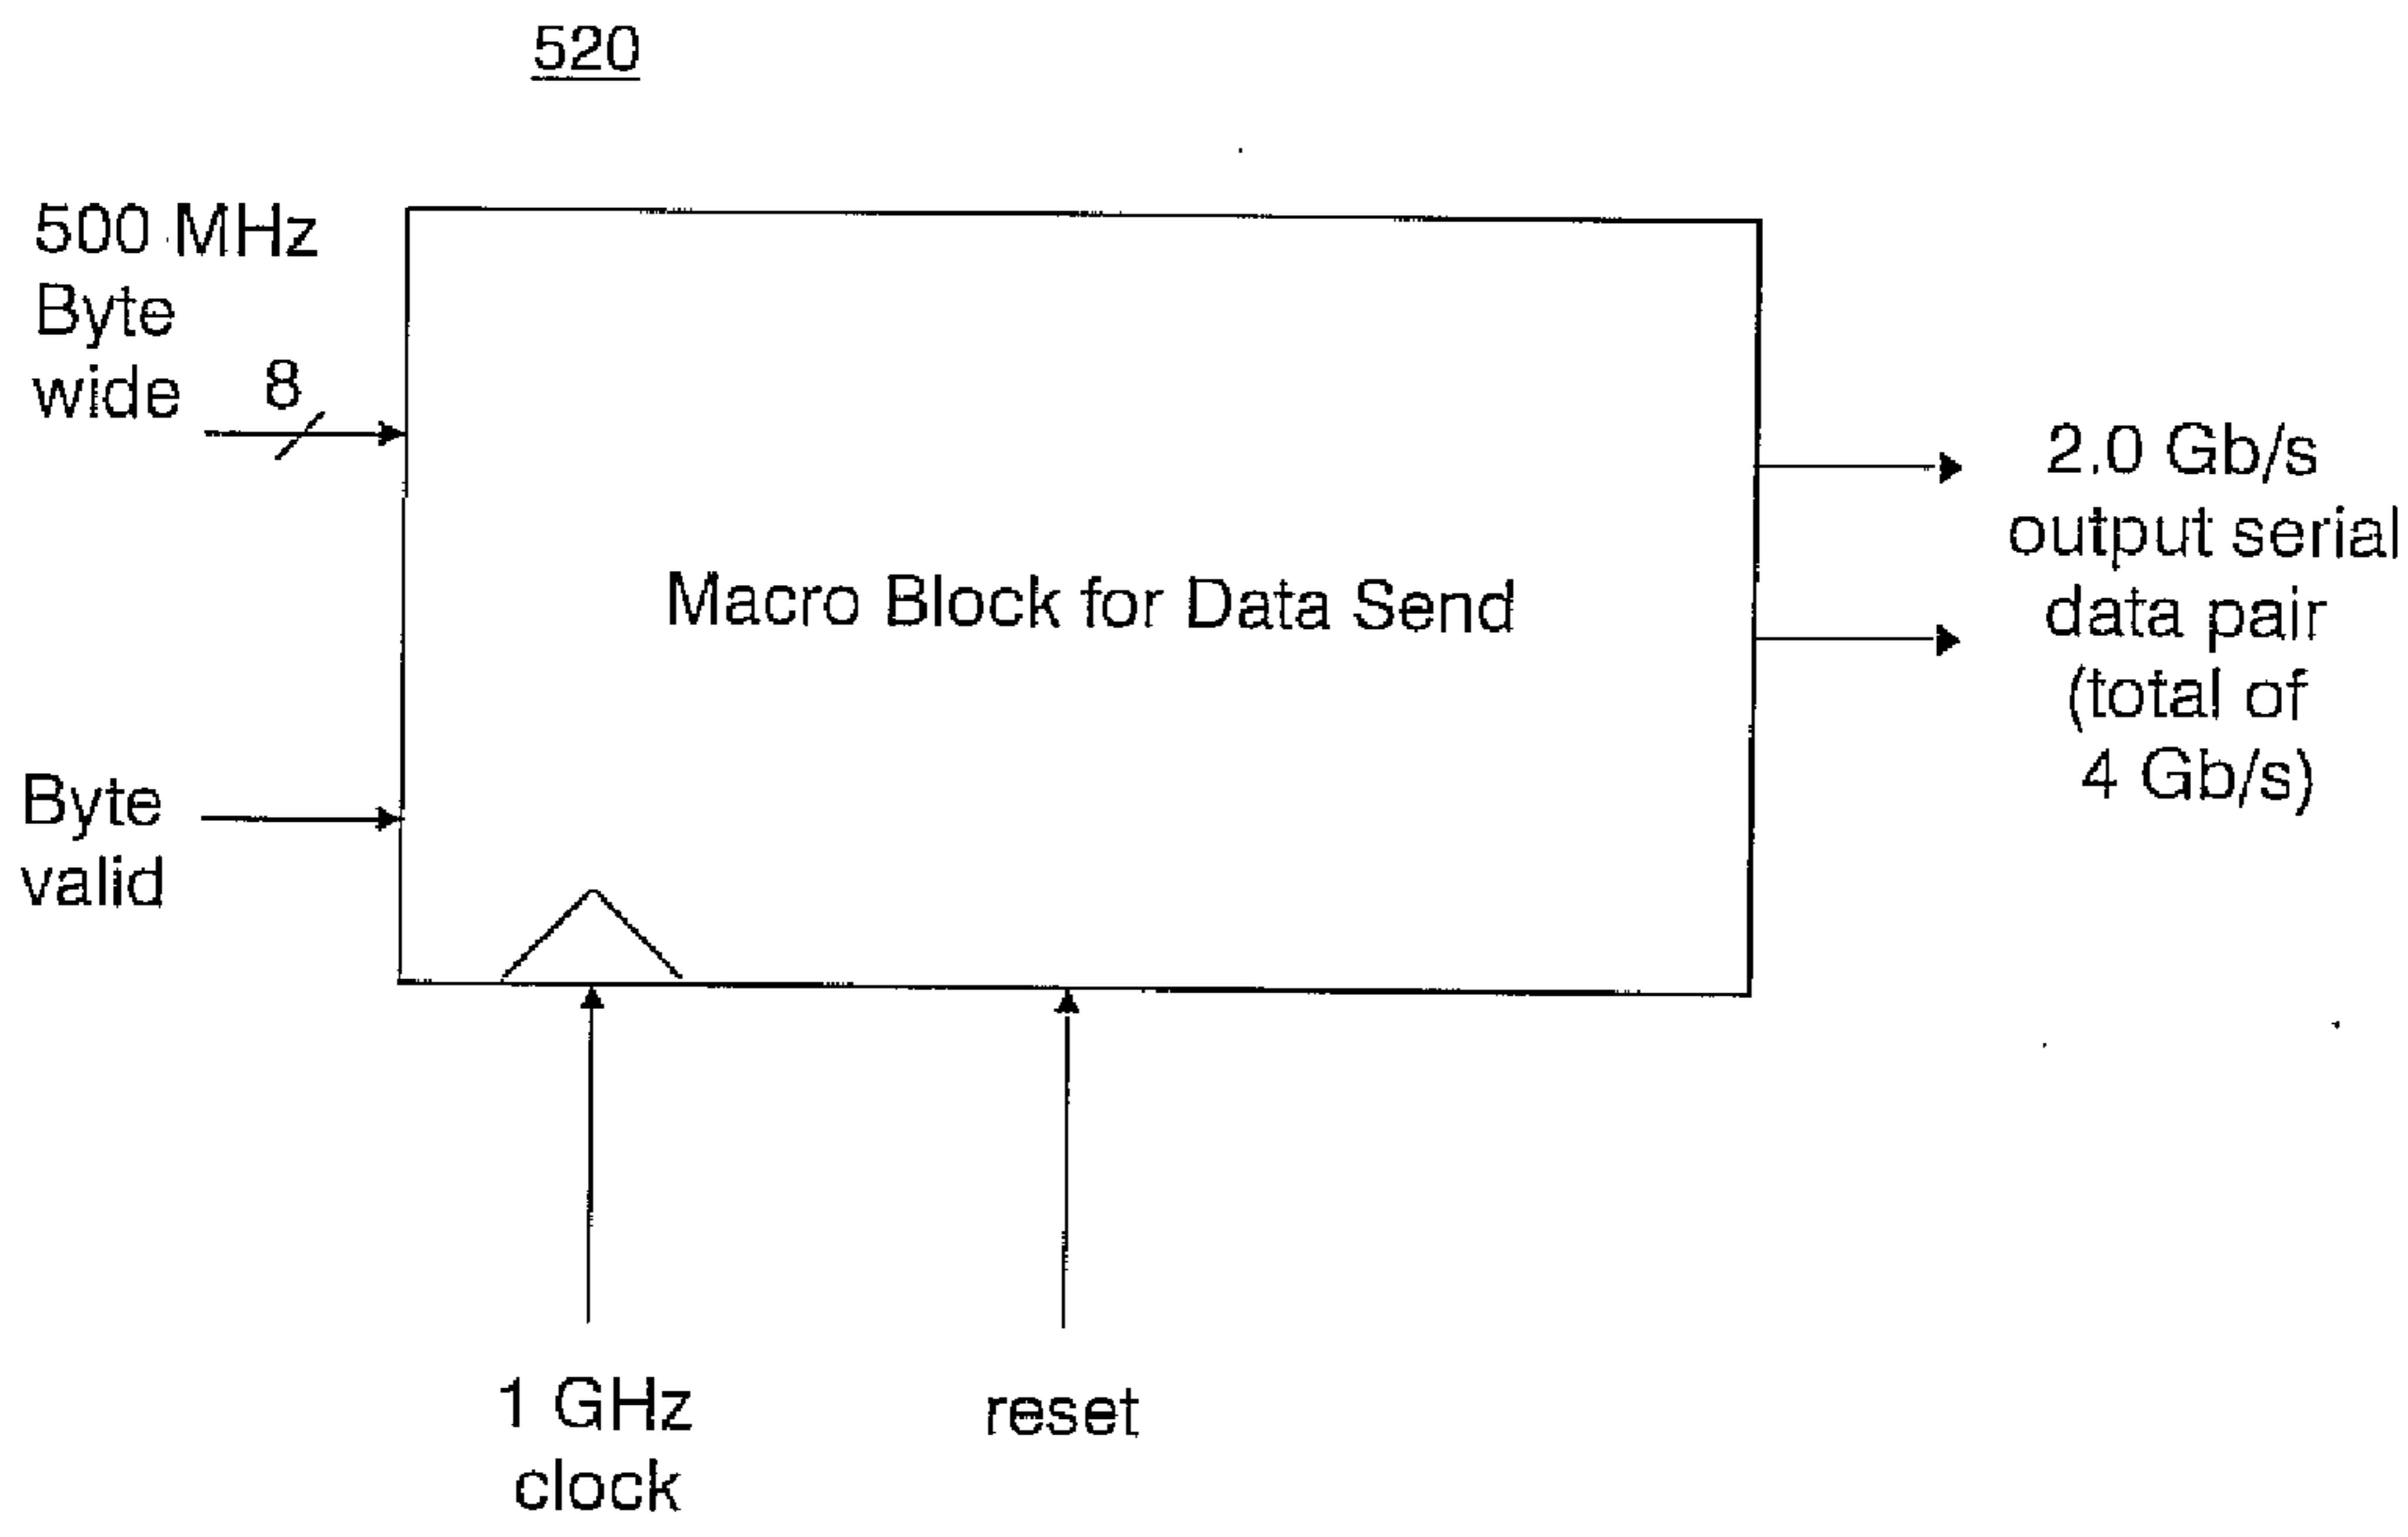 520
500 MHz
Byte
wide
8
Byte
valid
Macro Block for Data Send
2.0 Gb/s
output serial
data pair
(total of
4 Gb/s)
1 GHz
clock
reset